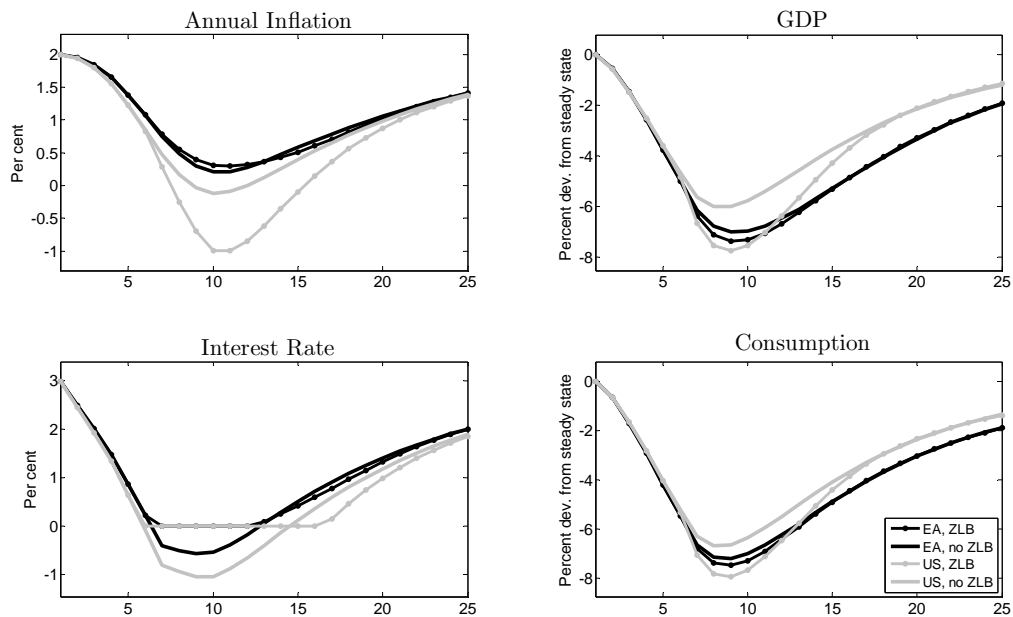 Annual Inflation
Per cent
2
1.5
1
0.5
0
-0.5
-1
5 10 15 20 25
GDP
Percent dev. from steady state
0
-2
-4
-6
-8
5 10 15 20 25
Interest Rate
Per cent
3
2
1
0
-1
5 10 15 20 25
Consumption
Percent dev. from steady state
0
-2
-4
-6
-8
5 10 15 20 25
EA, ZLB
EA, no ZLB
US, ZLB
US, no ZLB